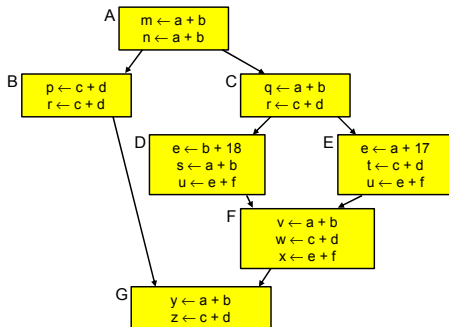 A
m ← a + b
n ← a + b
B
p ← c + d
r ← c + d
C
q ← a + b
r ← c + d
D
e ← b + 18
s ← a + b
u ← e + f
E
e ← a + 17
t ← c + d
u ← e + f
F
v ← a + b
w ← c + d
x ← e + f
G
y ← a + b
z ← c + d